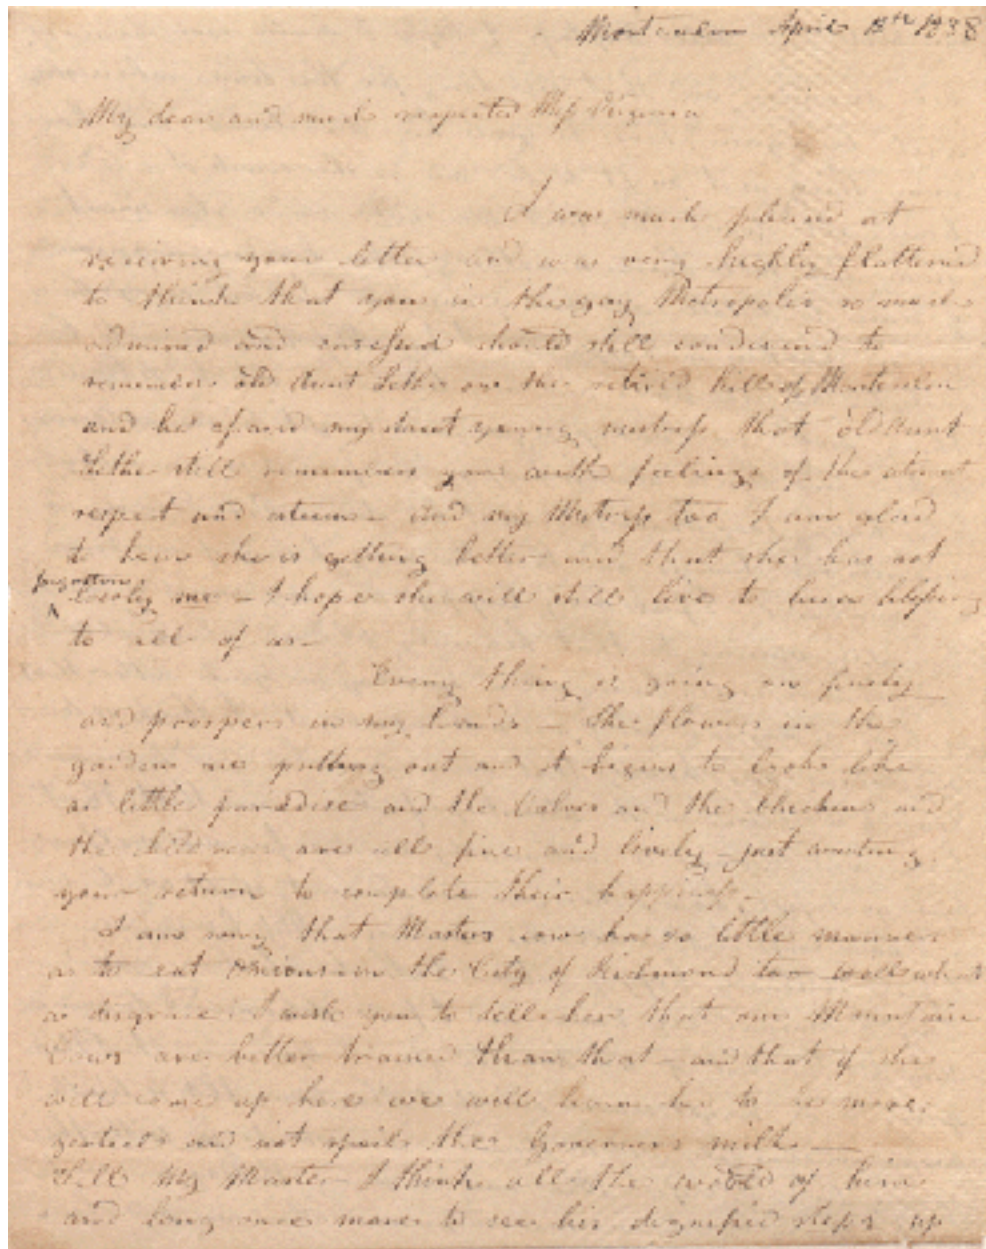 Montcalm April 13th 1838
My dear and much respected Miss Virginia
I was much pleased at
receiving your letter and was very highly flattered
to think that you in the gay Metropolis so much
admired and caressed should still condescend to
remember old Aunt Lethe on the retired hill of Montcalm
and be assured my sweet young mistress that old Aunt
Lethe still remembers you with feelings of the utmost
respect and esteem – And my Mistress too I am glad
to hear she is getting better and that she has not
forgotten
lovely me – I hope she will still live to be a blessing
to all of us –
Every thing is going on finely
and prospers in my hands – The flowers in the
garden are putting out and it begins to look like
a little paradise and the Calves and the Chickens and
the children are all fine and lively – just waiting
your return to complete their happiness –
I am sorry that Masters cow has so little manners
as to eat Onions in the City of Richmond too well what
a disgrace! I wish you to tell her that our Mountain
Cows are better trained than that – and that if she
will come up here we will learn her to be more
genteel and not spoil the Governors milk –
Tell My Master I think all the world of him
and long once more to see his dignified steps up